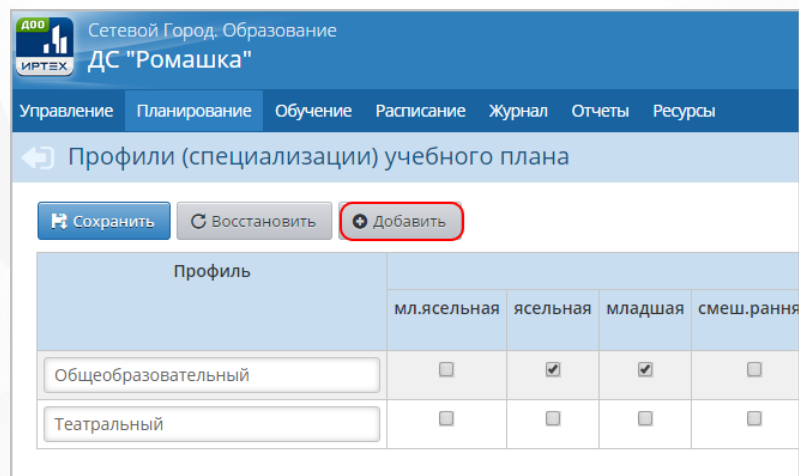 ДОО
ИРТЕХ
Сетевой Город. Образование
ДС "Ромашка"
Управление Планирование Обучение Расписание Журнал Отчеты Ресурсы
Профили (специализации) учебного плана
Сохранить Восстановить Добавить
Профиль
мл.ясельная ясельная младшая смеш.рання
Общеобразовательный
Театральный